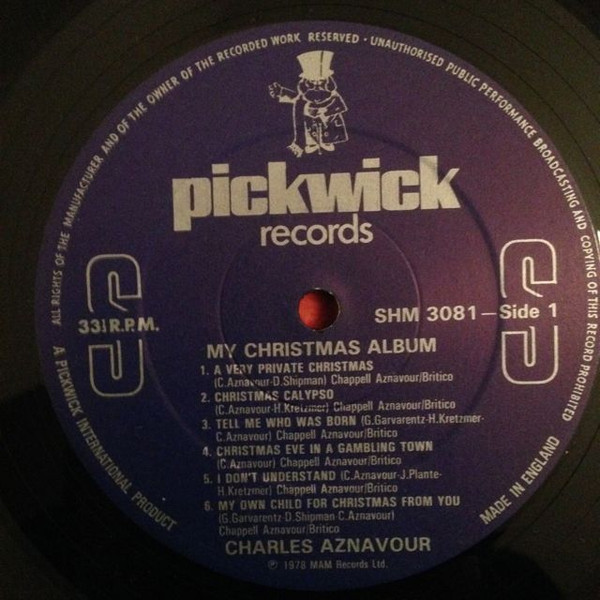 ALL RIGHTS OF THE MANUFACTURER AND OF THE OWNER OF THE RECORDED WORK RESERVED · UNAUTHORISED PUBLIC PERFORMANCE BROADCASTING AND COPYING OF THIS RECORD PROHIBITED
pickwick
records
33⅓ R.P.M.
SHM 3081—Side 1
MY CHRISTMAS ALBUM
1. A VERY PRIVATE CHRISTMAS
(C.Aznavour-D.Shipman) Chappell Aznavour/Britico
2. CHRISTMAS CALYPSO
(C.Aznavour-H.Kretzmer) Chappell Aznavour/Britico
3. TELL ME WHO WAS BORN (G.Garvarentz-H.Kretzmer-
C.Aznavour) Chappell Aznavour/Britico
4. CHRISTMAS EVE IN A GAMBLING TOWN
(C.Aznavour) Chappell Aznavour/Britico
5. I DON'T UNDERSTAND (C.Aznavour-J.Plante-
H.Kretzmer) Chappell Aznavour/Britico
6. MY OWN CHILD FOR CHRISTMAS FROM YOU
(G.Garvarentz-D.Shipman-C.Aznavour)
Chappell Aznavour/Britico
CHARLES AZNAVOUR
℗ 1978 MAM Records Ltd.
A PICKWICK INTERNATIONAL PRODUCT
MADE IN ENGLAND